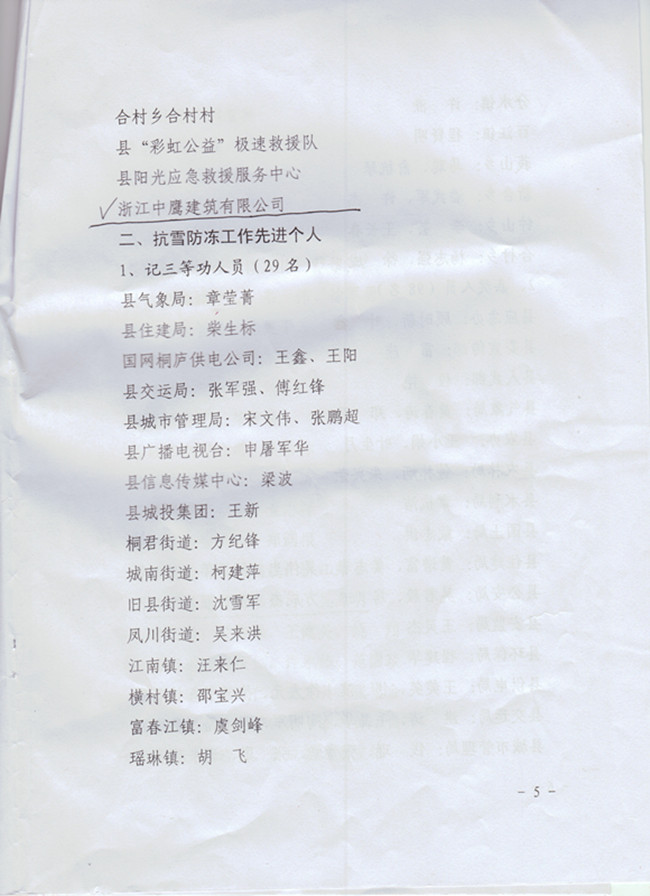 合村乡合村村
县“彩虹公益”极速救援队
县阳光应急救援服务中心
✓浙江中鹰建筑有限公司
二、抗雪防冻工作先进个人
1、记三等功人员(29名)
县气象局：章莹菁
县住建局：柴生标
国网桐庐供电公司：王鑫、王阳
县交运局：张军强、傅红锋
县城市管理局：宋文伟、张鹏超
县广播电视台：申屠军华
县信息传媒中心：梁波
县城投集团：王新
桐君街道：方纪锋
城南街道：柯建萍
旧县街道：沈雪军
凤川街道：吴来洪
江南镇：汪来仁
横村镇：邵宝兴
富春江镇：虞剑峰
瑶琳镇：胡　飞
- 5 -